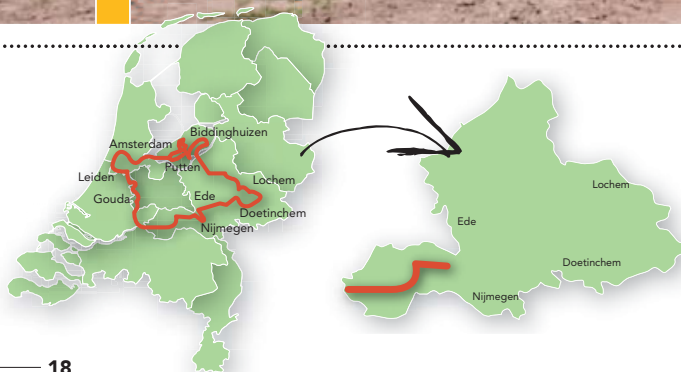 Biddinghuizen
Amsterdam
Putten
Leiden
Lochem
Ede
Gouda
Doetinchem
Nijmegen
Lochem
Ede
Doetinchem
Nijmegen
18